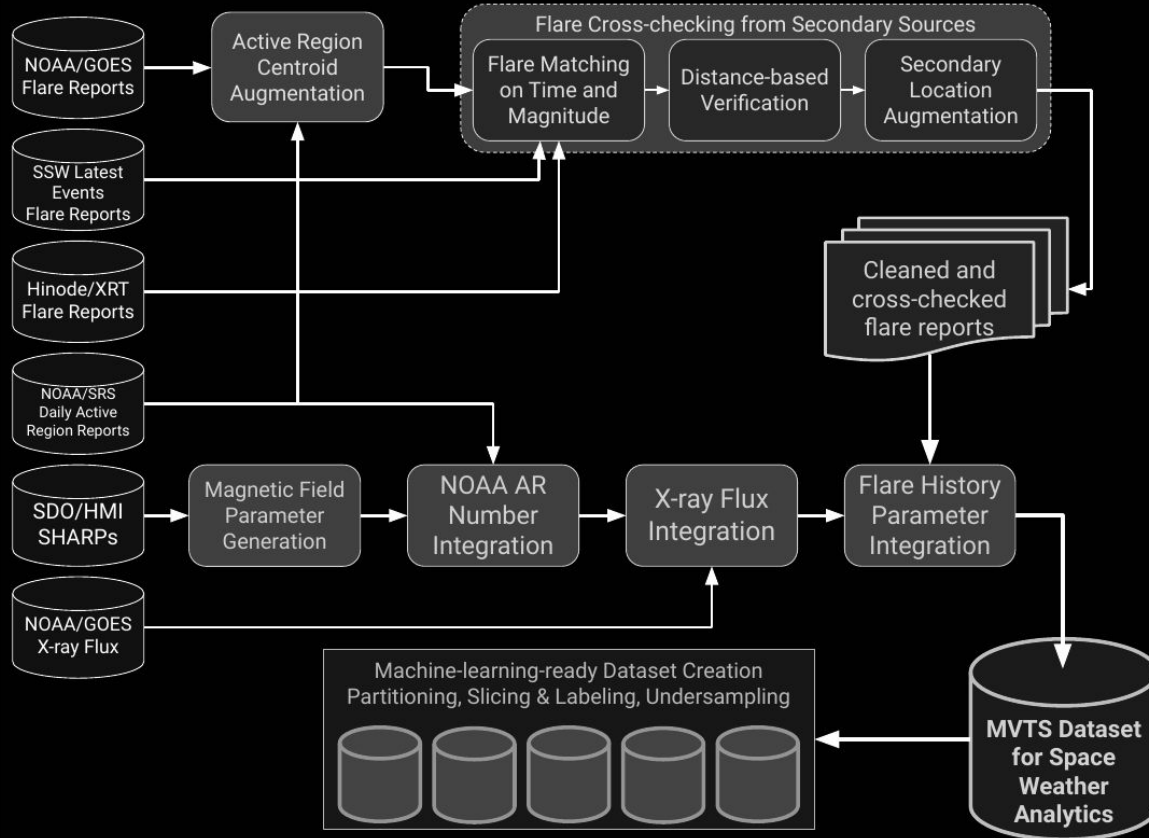 NOAA/GOES
Flare Reports
Active Region
Centroid
Augmentation
Flare Cross-checking from Secondary Sources
Flare Matching
on Time and
Magnitude
Distance-based
Verification
Secondary
Location
Augmentation
SSW Latest
Events
Flare Reports
Hinode/XRT
Flare Reports
Cleaned and
cross-checked
flare reports
NOAA/SRS
Daily Active
Region Reports
SDO/HMI
SHARPs
Magnetic Field
Parameter
Generation
NOAA AR
Number
Integration
X-ray Flux
Integration
Flare History
Parameter
Integration
NOAA/GOES
X-ray Flux
Machine-learning-ready Dataset Creation
Partitioning, Slicing & Labeling, Undersampling
MVTS Dataset
for Space
Weather
Analytics